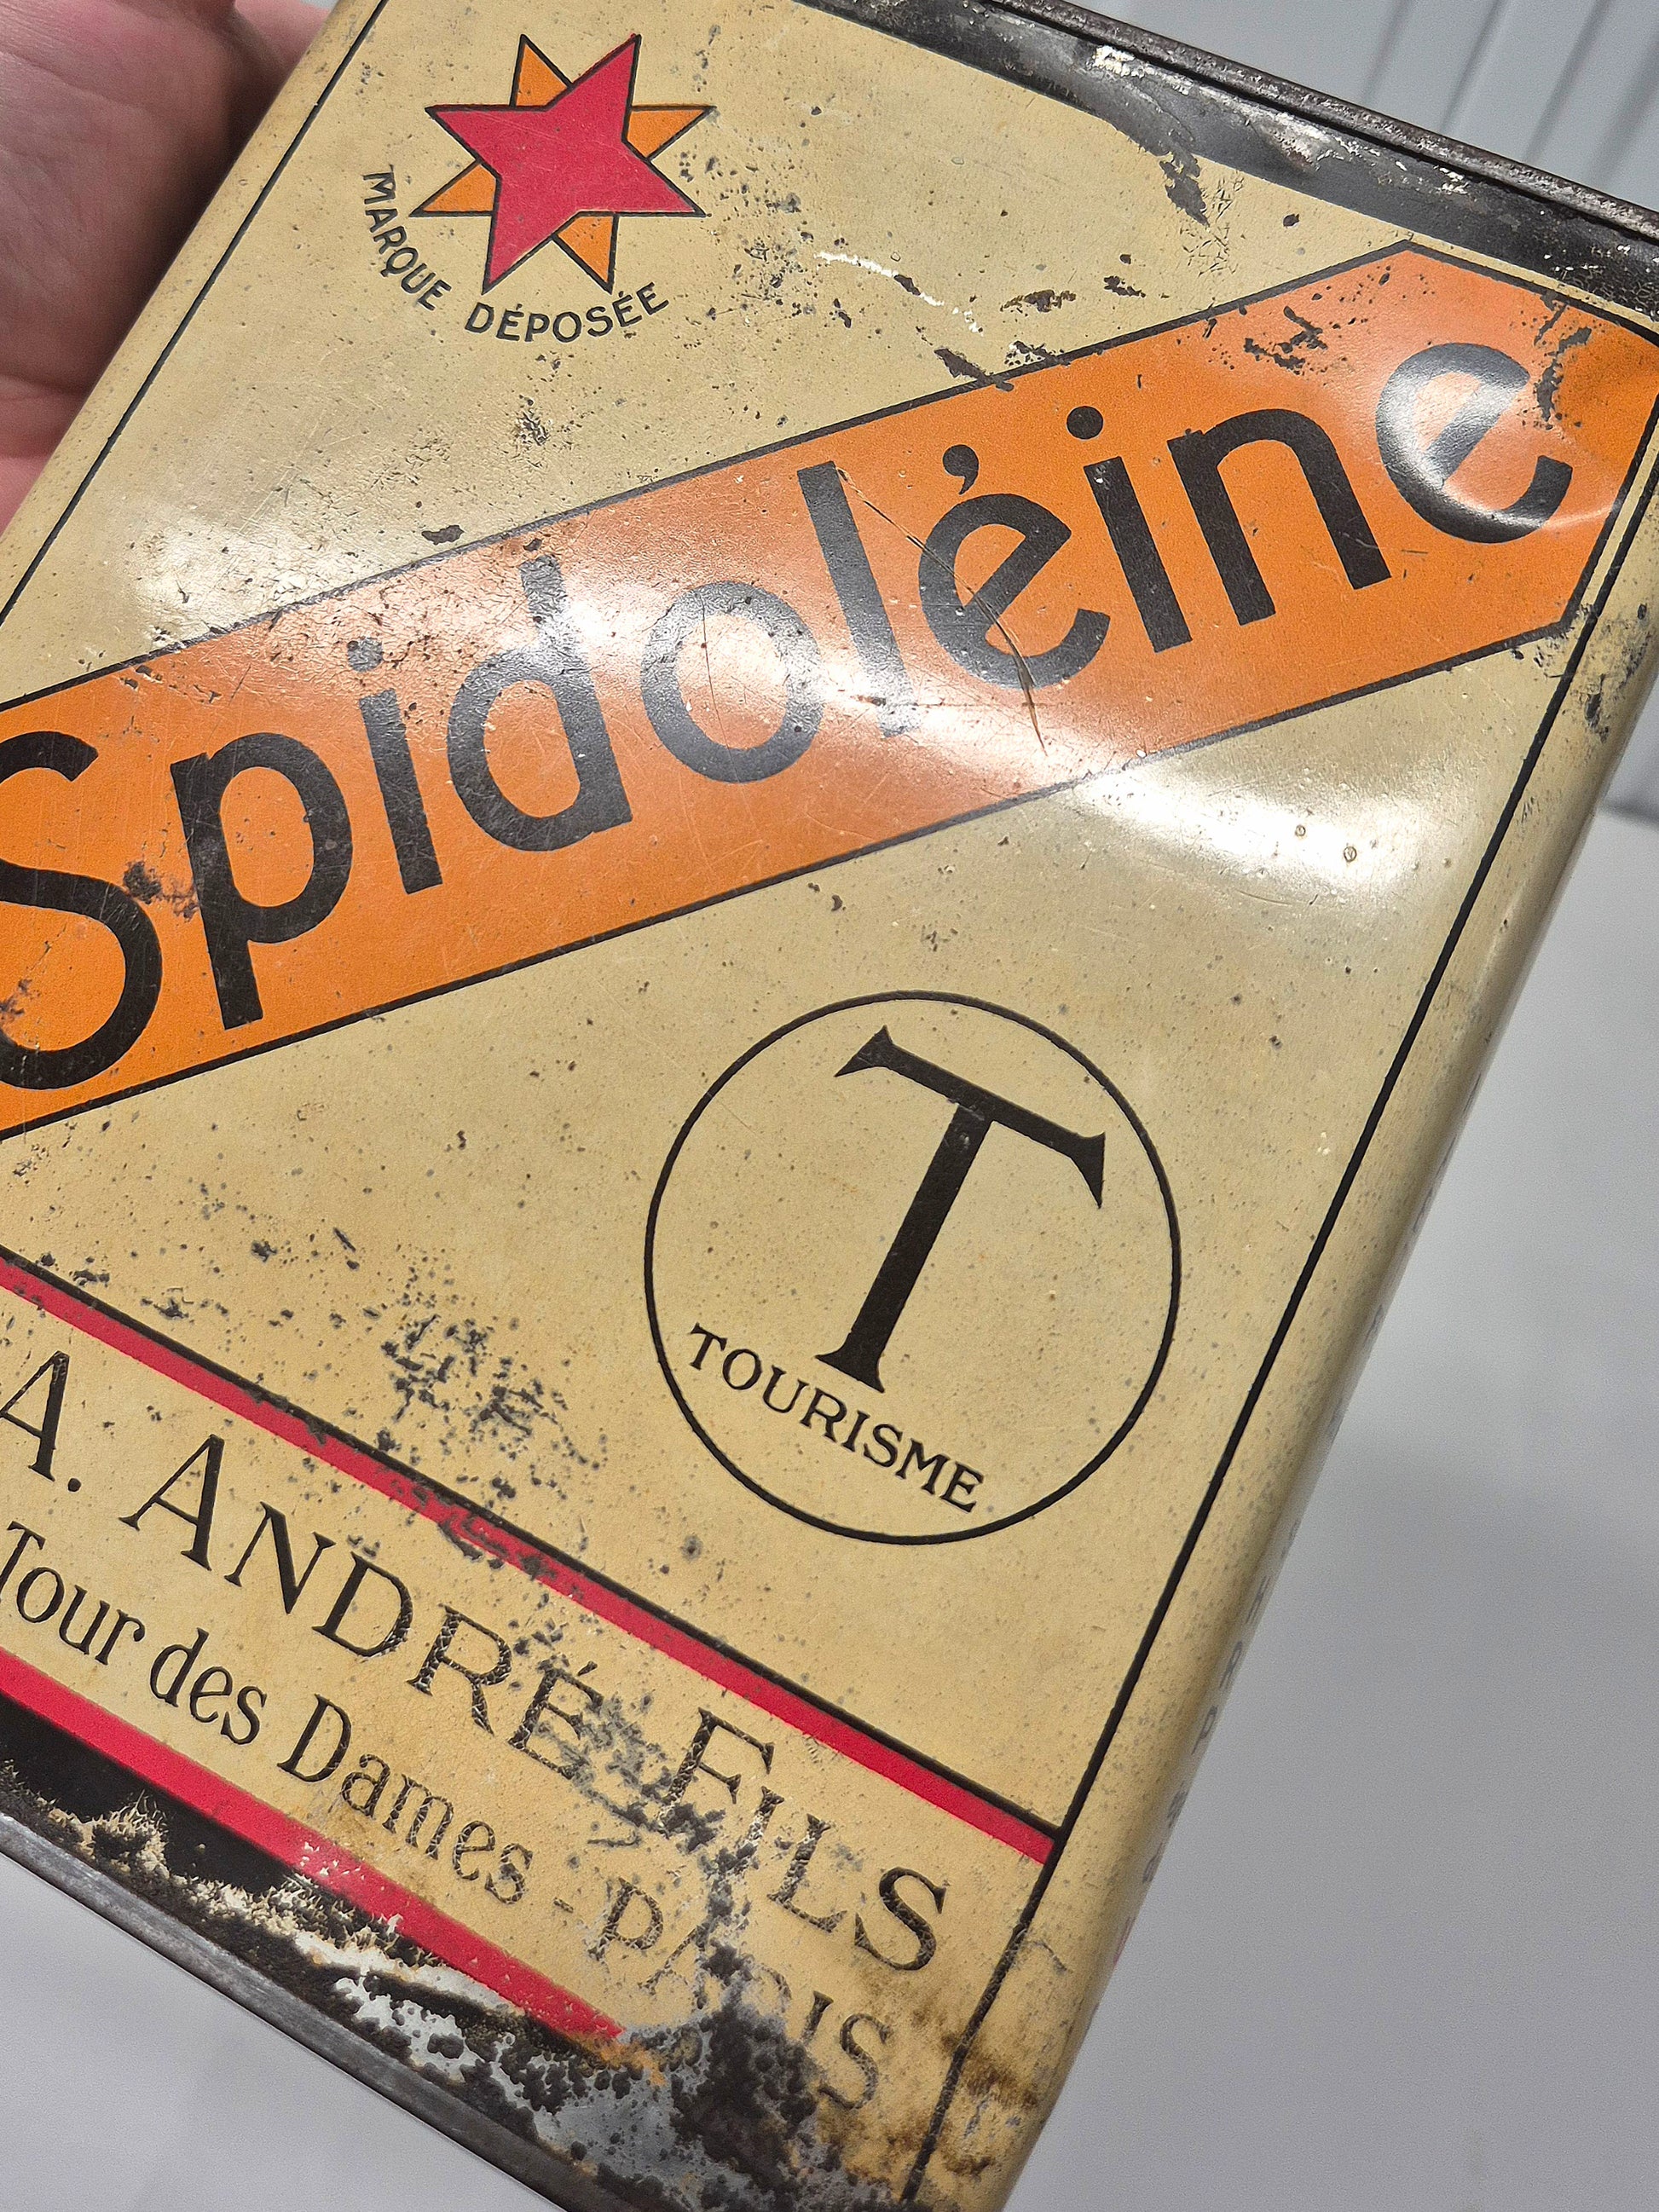 MARQUE DÉPOSÉE
Spidoléine
T
TOURISME
A. ANDRÉ FILS
Tour des Dames - PARIS